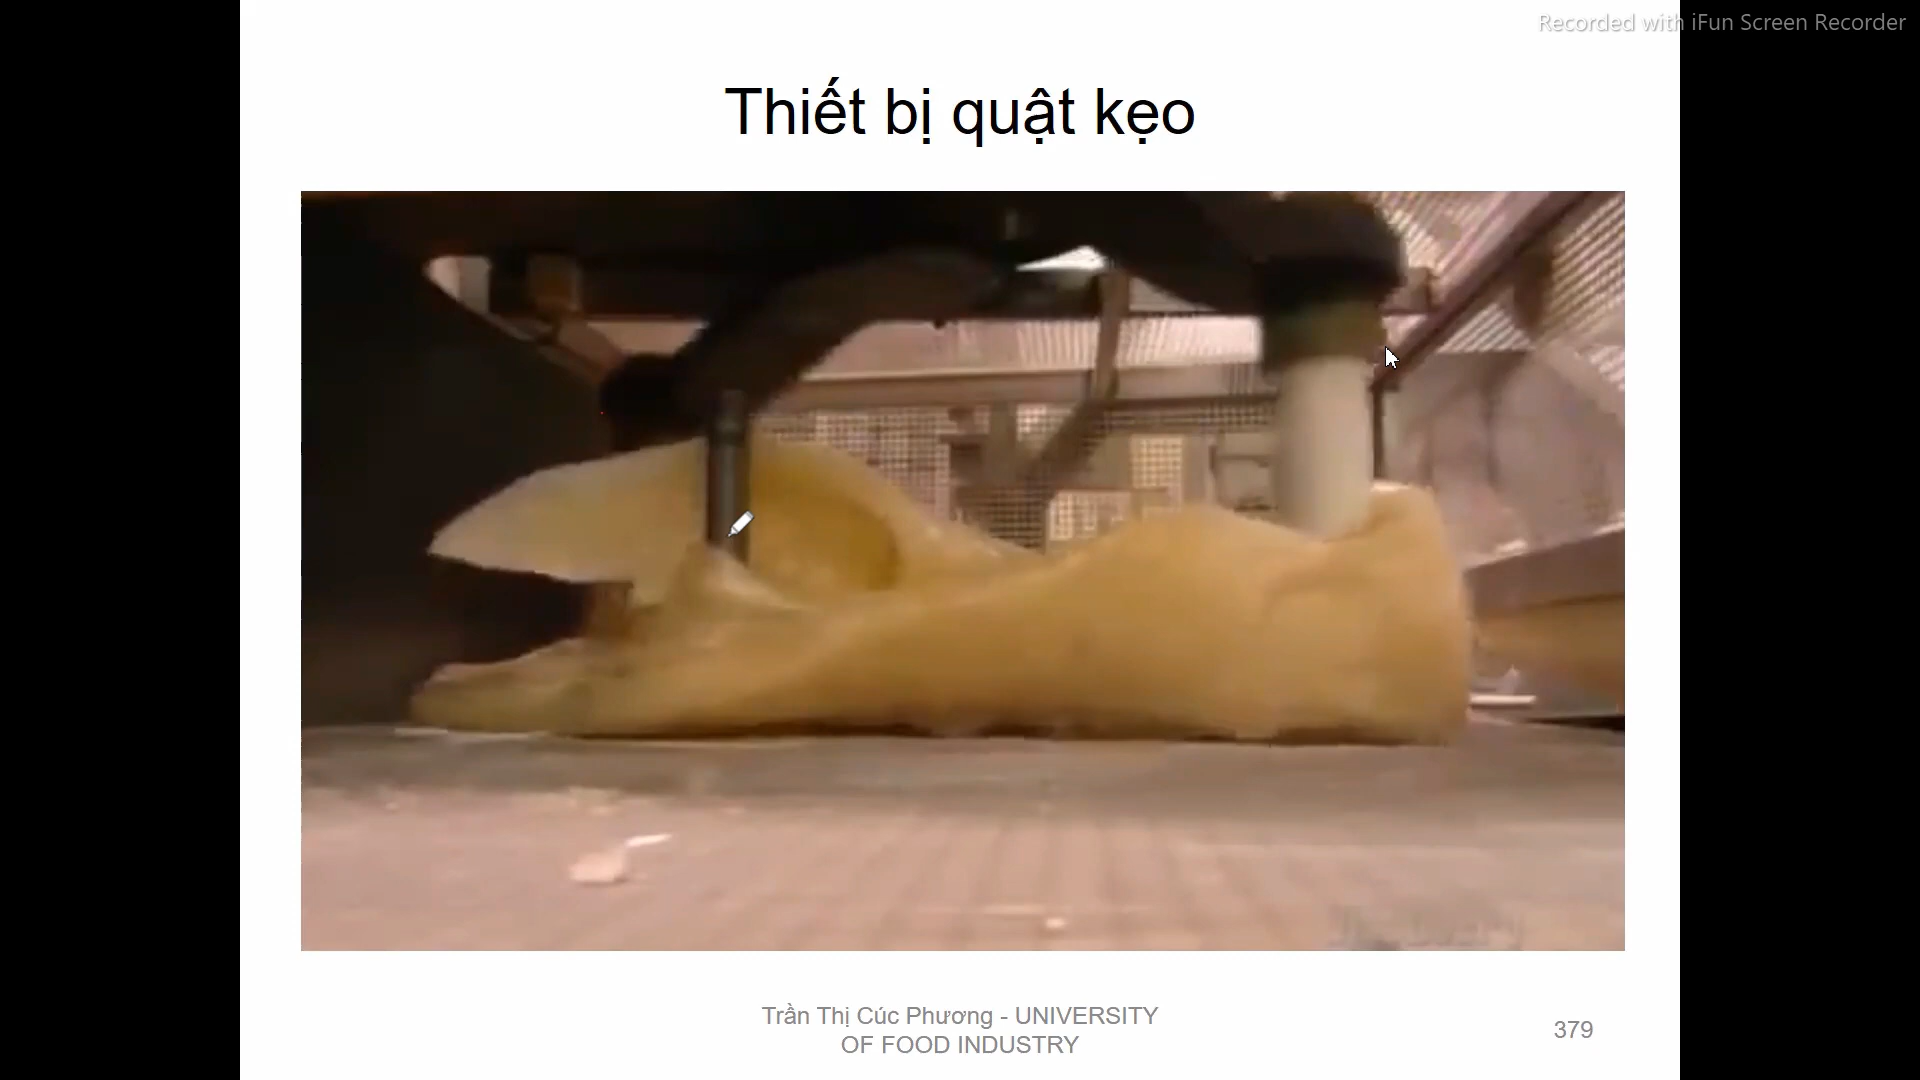 Recorded with iFun Screen Recorder
Thiết bị quật kẹo
Trần Thị Cúc Phương - UNIVERSITY
OF FOOD INDUSTRY
379